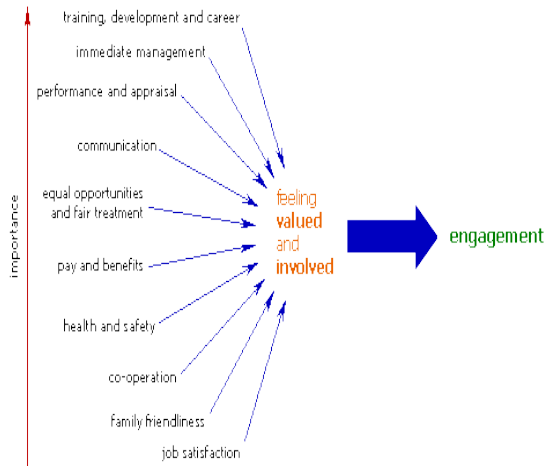 training, development and career
immediate management
performance and appraisal
communication
equal opportunities
and fair treatment
pay and benefits
health and safety
co-operation
family friendliness
job satisfaction
importance
feeling
valued
and
involved
engagement